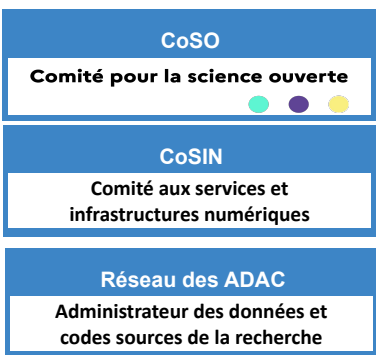 CoSO
Comité pour la science ouverte
CoSIN
Comité aux services et
infrastructures numériques
Réseau des ADAC
Administrateur des données et
codes sources de la recherche